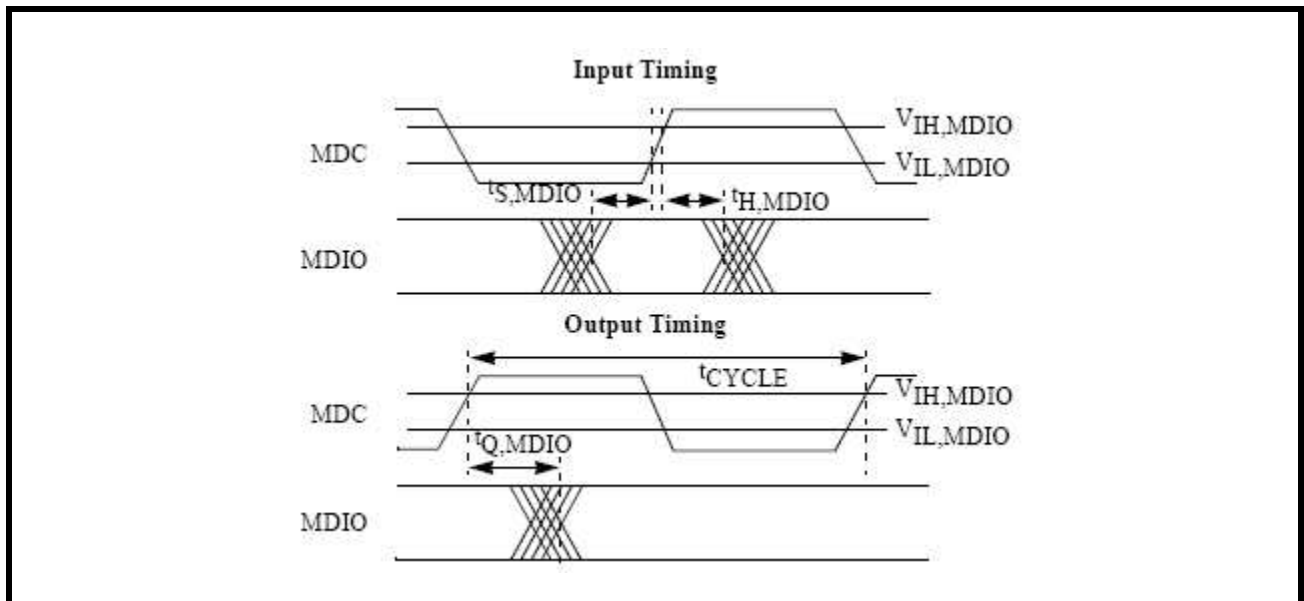 Input Timing
MDC
VIH,MDIO
VIL,MDIO
tS,MDIO
tH,MDIO
MDIO
Output Timing
tCYCLE
MDC
VIH,MDIO
VIL,MDIO
tQ,MDIO
MDIO